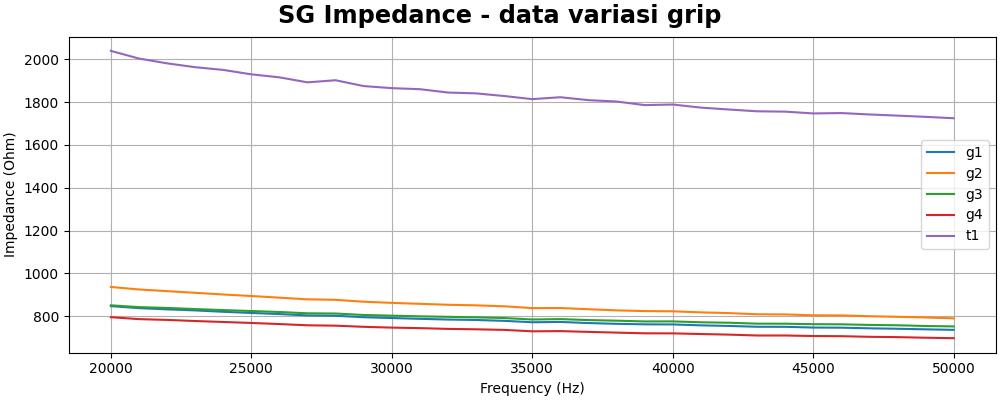 SG Impedance - data variasi grip
Impedance (Ohm)
2000
1800
1600
1400
1200
1000
800
g1
g2
g3
g4
t1
20000 25000 30000 35000 40000 45000 50000
Frequency (Hz)